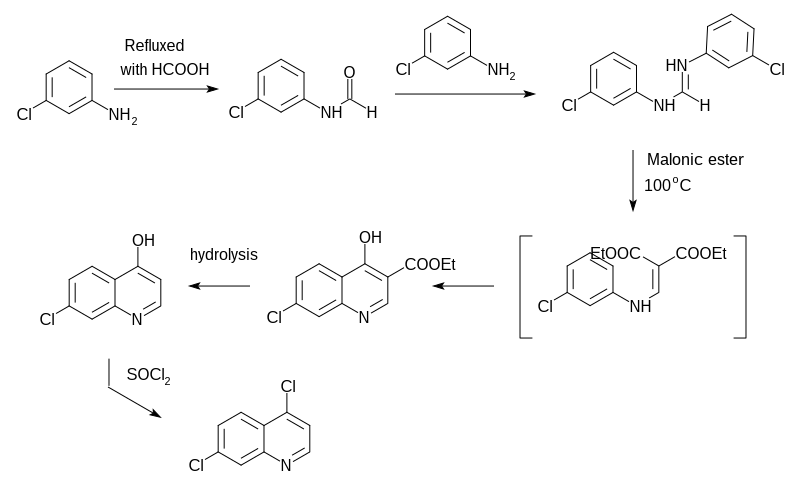 Refluxed
with HCOOH
Cl
NH2
Cl
NH
O
H
Cl
NH2
Cl
NH
HN
H
Cl
Malonic ester
100°C
EtOOC
COOEt
Cl
NH
OH
COOEt
Cl
N
hydrolysis
OH
Cl
N
SOCl2
Cl
Cl
N